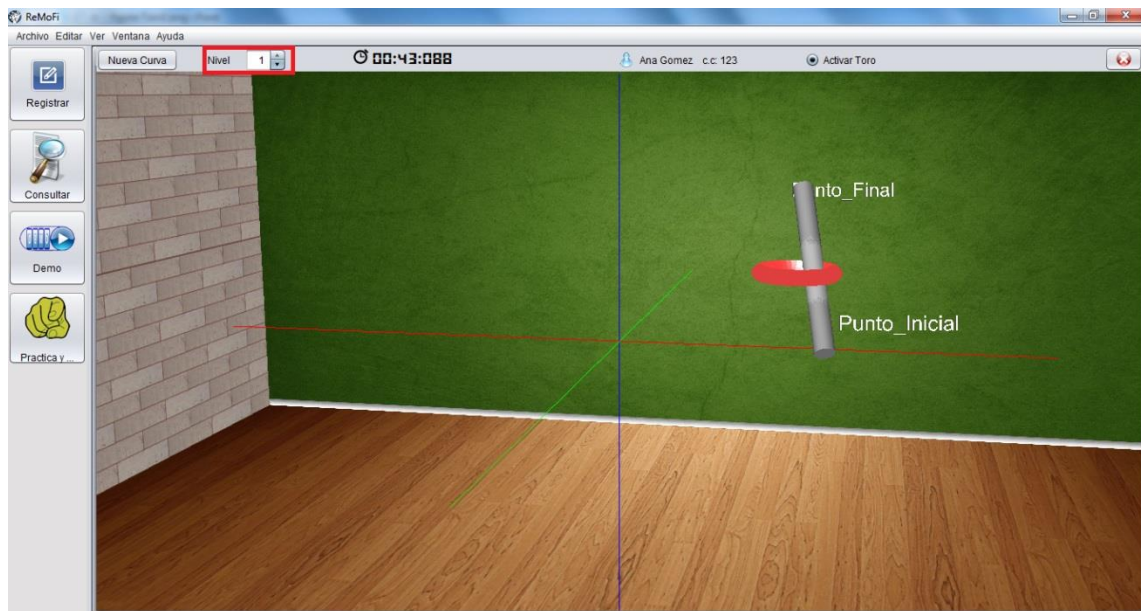 ReMoFi
Archivo Editar Ver Ventana Ayuda
Nueva Curva Nivel 1 00:43:088 Ana Gomez c.c: 123 Activar Toro
Registrar
Consultar
Demo
Practica y ...
nto_Final
Punto_Inicial